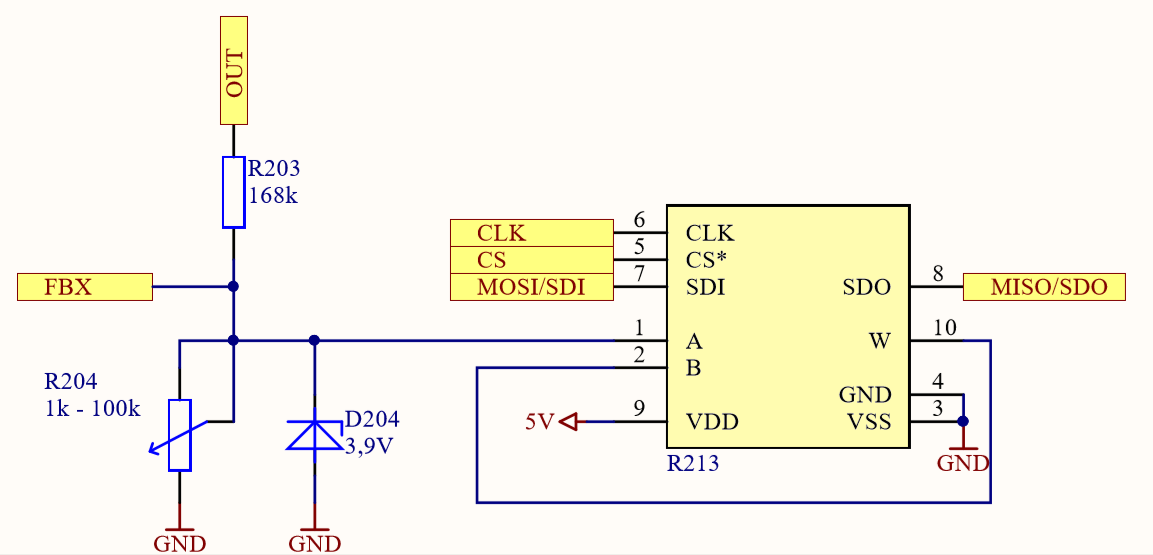 OUT
R203
168k
FBX
R204
1k - 100k
GND
D204
3,9V
GND
CLK
CS
MOSI/SDI
6
5
7
1
2
9
5V
CLK
CS*
SDI
A
B
VDD
SDO
W
GND
VSS
R213
8
10
4
3
MISO/SDO
GND